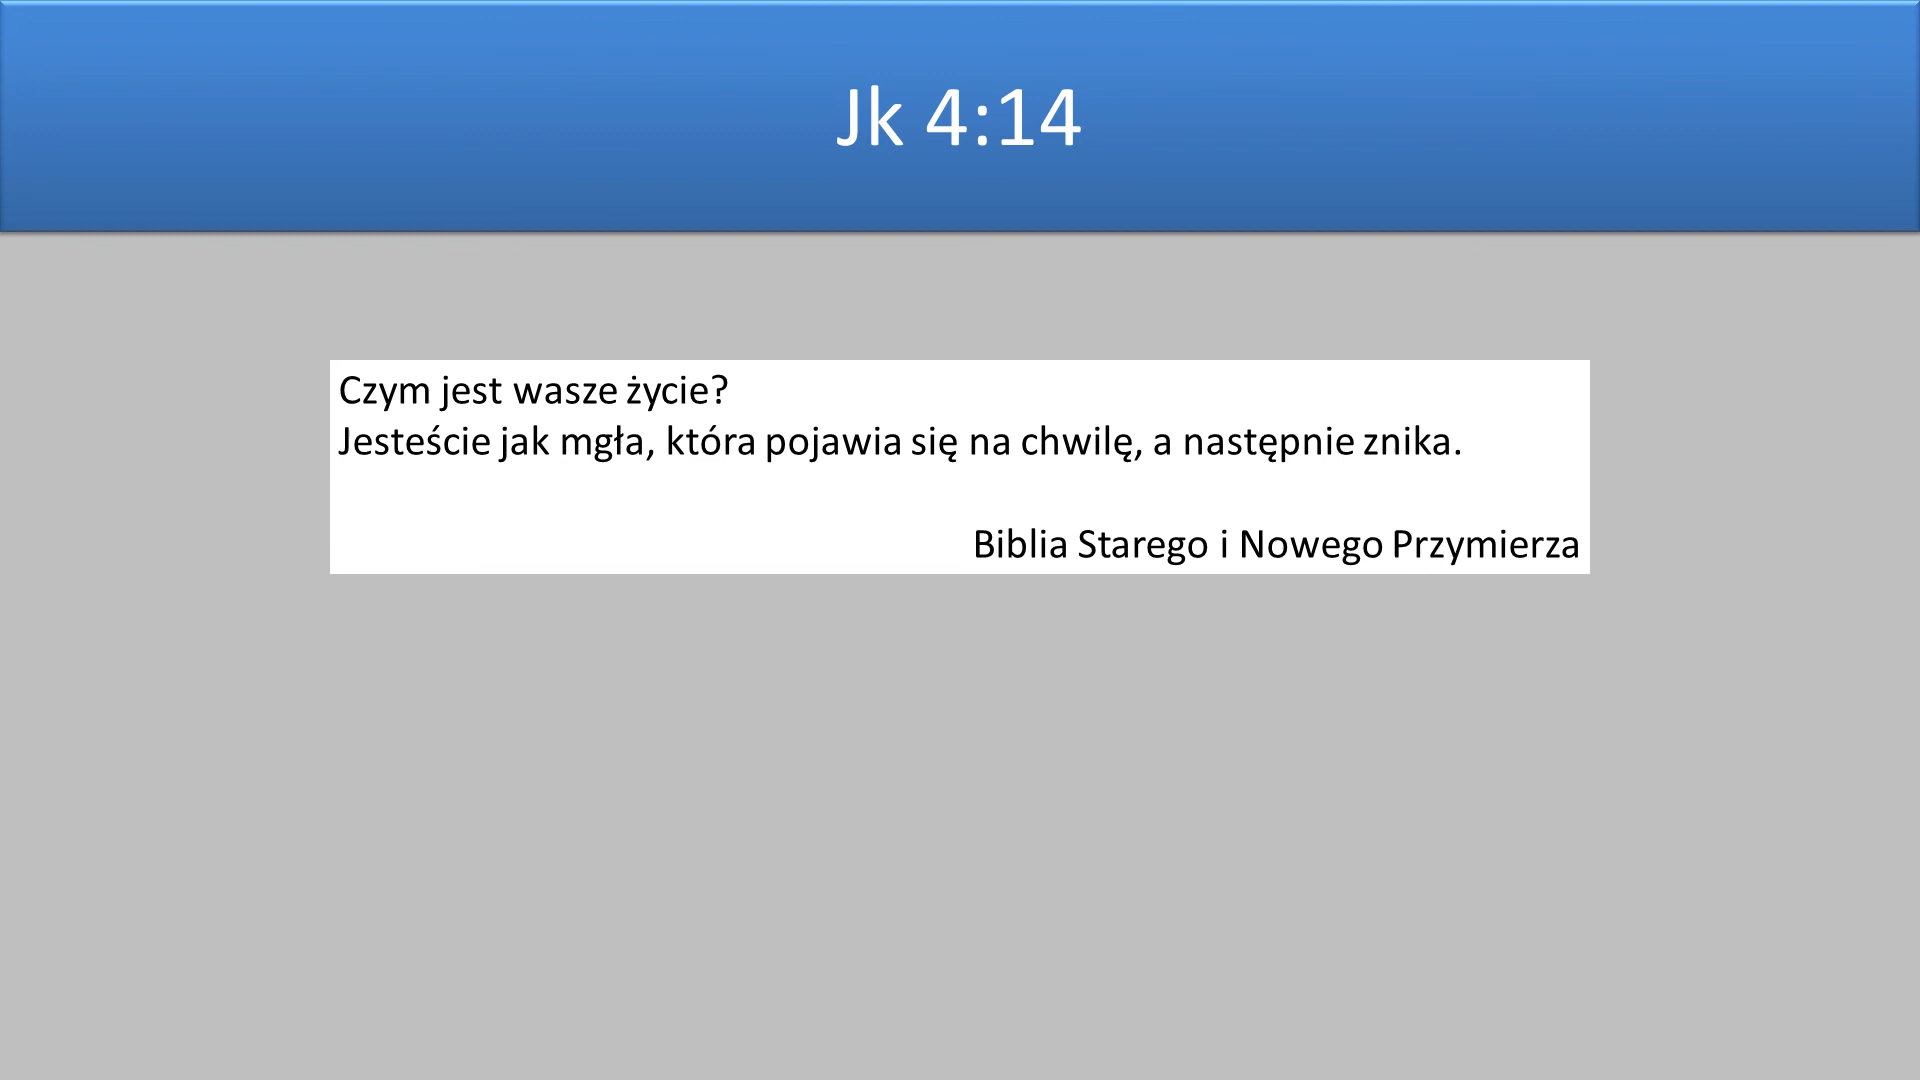 Jk 4:14
Czym jest wasze życie?
Jesteście jak mgła, która pojawia się na chwilę, a następnie znika.
Biblia Starego i Nowego Przymierza